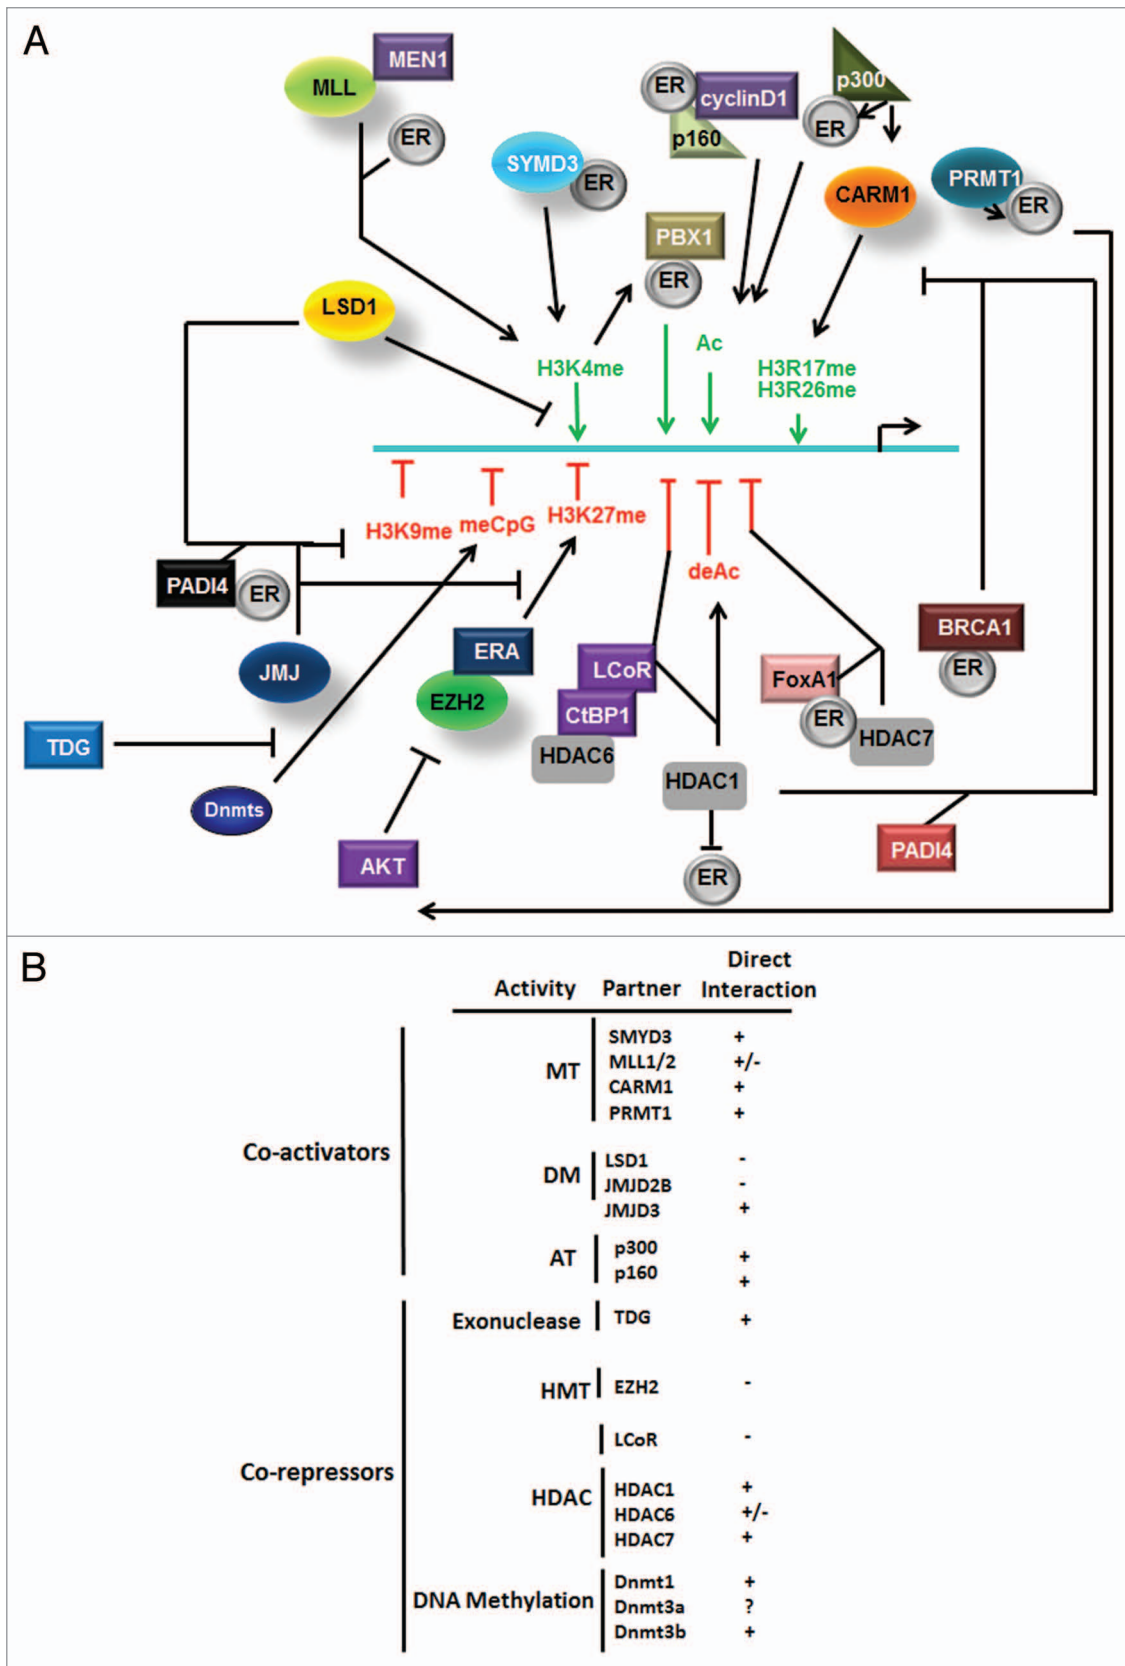 A
MEN1
MLL
ER
SYMD3
ER
ER
cyclinD1
p160
p300
ER
CARM1
PRMT1
ER
PBX1
ER
LSD1
H3K4me
Ac
H3R17me
H3R26me
H3K9me
meCpG
H3K27me
deAc
PADI4
ER
JMJ
ERA
EZH2
LCoR
CtBP1
HDAC6
FoxA1
ER
HDAC7
BRCA1
ER
TDG
Dnmts
HDAC1
AKT
ER
PADI4
B
Activity Partner Direct Interaction
Co-activators
MT
SMYD3 +
MLL1/2 +/-
CARM1 +
PRMT1 +
DM
LSD1 -
JMJD2B -
JMJD3 +
AT
p300 +
p160 +
Co-repressors
Exonuclease TDG +
HMT EZH2 -
LCoR -
HDAC
HDAC1 +
HDAC6 +/-
HDAC7 +
DNA Methylation
Dnmt1 +
Dnmt3a ?
Dnmt3b +